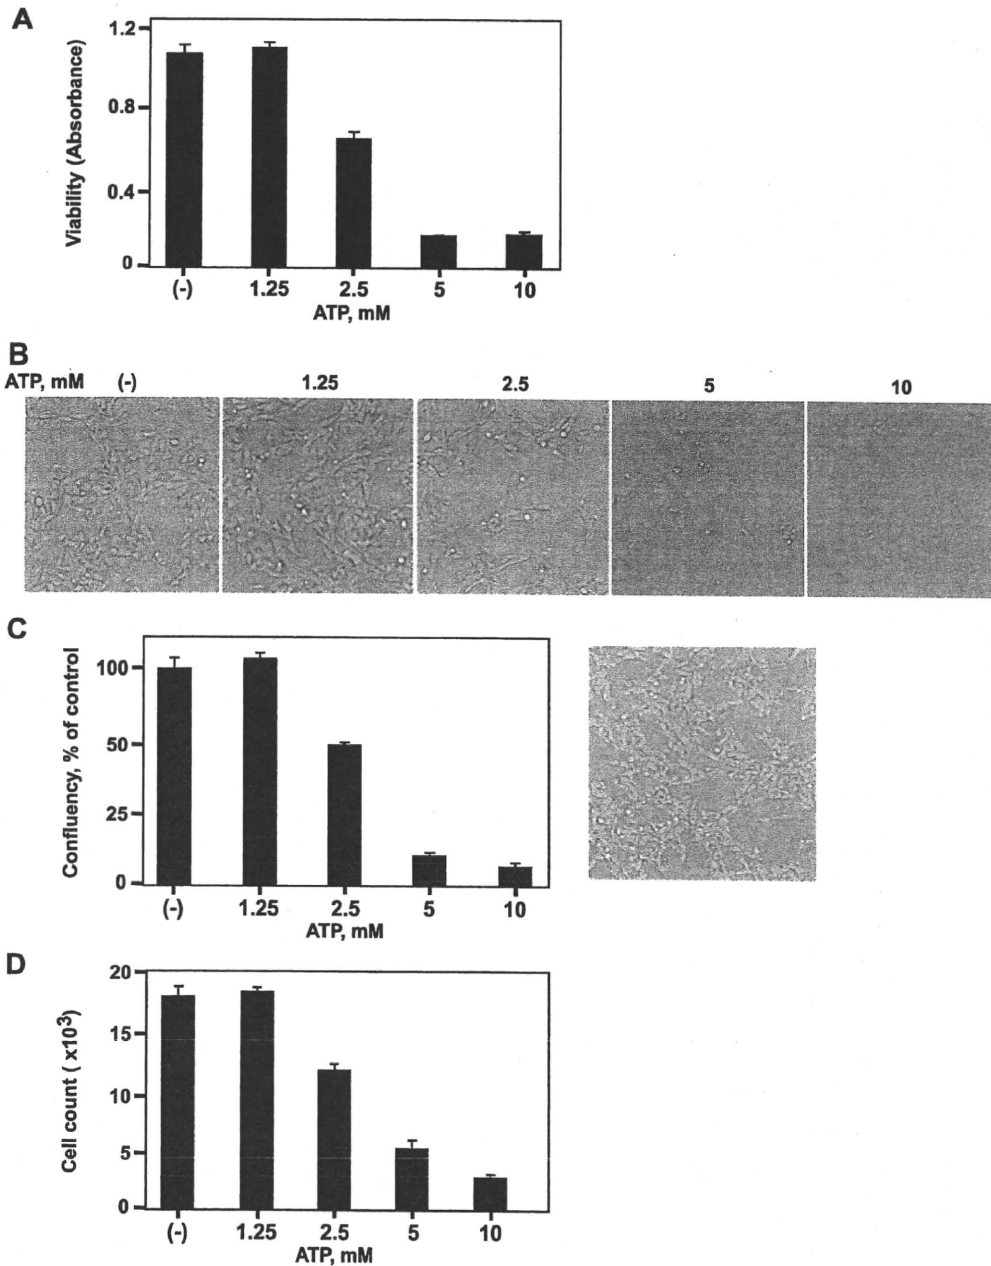 A
1.2
0.8
0.4
0
Viability (Absorbance)
(-) 1.25 2.5 5 10
ATP, mM
B
ATP, mM (-) 1.25 2.5 5 10
C
100
50
25
0
Confluency, % of control
(-) 1.25 2.5 5 10
ATP, mM
D
20
15
10
5
0
Cell count ( x10³)
(-) 1.25 2.5 5 10
ATP, mM